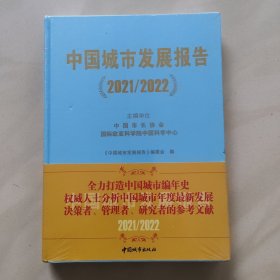 中国城市发展报告
（2021/2022）
主编单位
中国市长协会
国际欧亚科学院中国科学中心
《中国城市发展报告》编委会 编
全力打造中国城市编年史
权威人士分析中国城市年度最新发展
决策者、管理者、研究者的参考文献
2021/2022
中国城市出版社